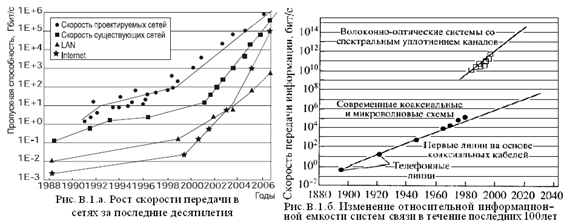 Пропускная способность, Гбит/с
1E+6
1E+5
1E+4
1E+3
1E+2
1E+1
1E+0
1E-1
1E-2
1E-3
Скорость проектируемых сетей
Скорость существующих сетей
LAN
Internet
1988 1992 1994 1996 1998 2000 2002 2004 2006
Годы
Рис. В.1.а. Рост скорости передачи в
сетях за последние десятилетия
Скорость передачи информации, бит/с
10¹⁴
10¹²
10¹⁰
10⁸
10⁶
10⁴
10²
10⁰
10⁻²
Волоконно-оптические системы со
спектральным уплотнением каналов
Современные коаксиальные и
микроволновые схемы
Первые линии на основе
коаксиальных кабелей
Телефонные
линии
1880 1900 1920 1940 1960 1980 2000 2020 2040
Рис. В.1.б. Изменение относительной информацион-
ной емкости систем связи в течение последних 100лет